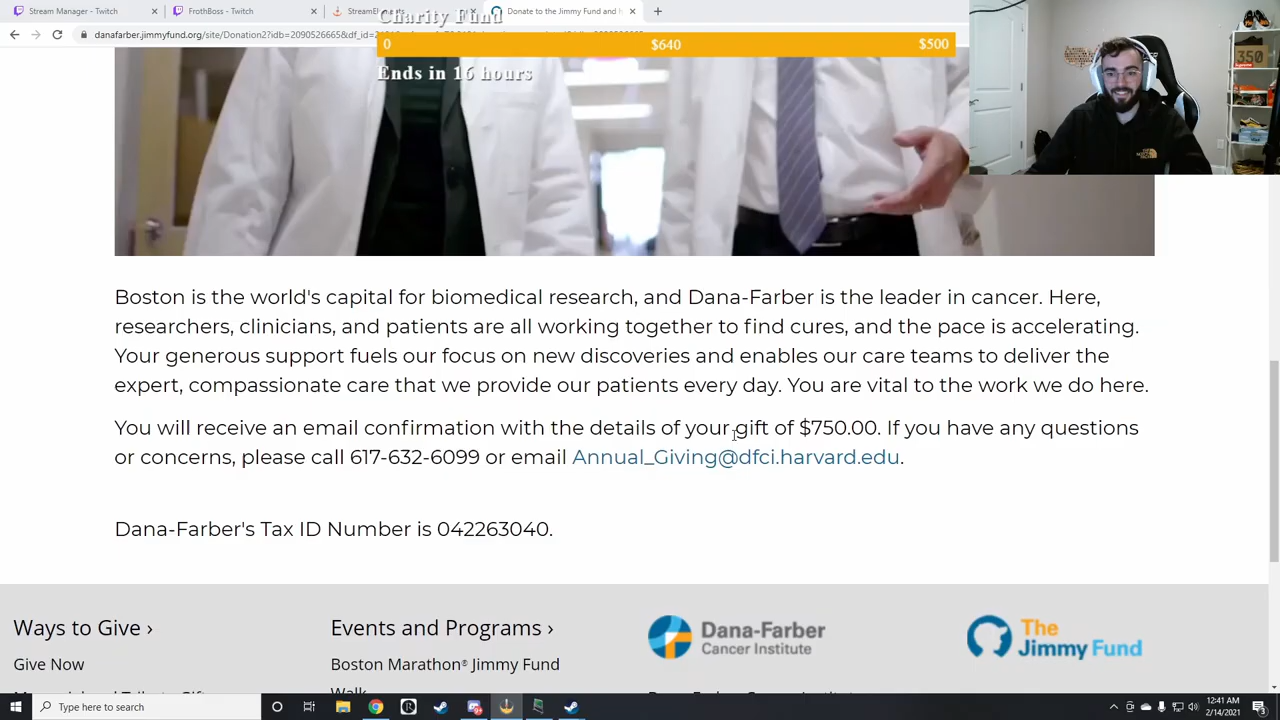 Stream Manager - Twitch
FrothBoss - Twitch
Donate to the Jimmy Fund and H
Charity Fund
0 $640 $500
Ends in 16 hours
350
Boston is the world's capital for biomedical research, and Dana-Farber is the leader in cancer. Here,
researchers, clinicians, and patients are all working together to find cures, and the pace is accelerating.
Your generous support fuels our focus on new discoveries and enables our care teams to deliver the
expert, compassionate care that we provide our patients every day. You are vital to the work we do here.
You will receive an email confirmation with the details of your gift of $750.00. If you have any questions
or concerns, please call 617-632-6099 or email Annual_Giving@dfci.harvard.edu.
Dana-Farber's Tax ID Number is 042263040.
Ways to Give ›
Events and Programs ›
Dana-Farber
Cancer Institute
The
Jimmy Fund
Give Now
Boston Marathon® Jimmy Fund
Walk
Type here to search
12:41 AM
2/14/2021